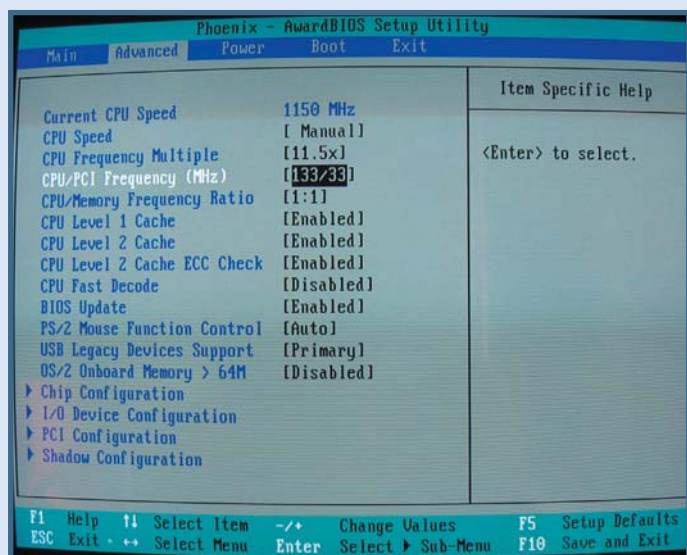 Phoenix - AwardBIOS Setup Utility
Main Advanced Power Boot Exit
Item Specific Help
Current CPU Speed 1150 MHz
CPU Speed [ Manual]
<Enter> to select.
CPU Frequency Multiple [11.5x]
CPU/PCI Frequency (MHz) [133/33]
CPU/Memory Frequency Ratio [1:1]
CPU Level 1 Cache [Enabled]
CPU Level 2 Cache [Enabled]
CPU Level 2 Cache ECC Check [Enabled]
CPU Fast Decode [Disabled]
BIOS Update [Enabled]
PS/2 Mouse Function Control [Auto]
USB Legacy Devices Support [Primary]
OS/2 Onboard Memory > 64M [Disabled]
Chip Configuration
I/O Device Configuration
PCI Configuration
Shadow Configuration
F1 Help ↑↓ Select Item -/+ Change Values F5 Setup Defaults
ESC Exit ↔ Select Menu Enter Select ▶ Sub-Menu F10 Save and Exit